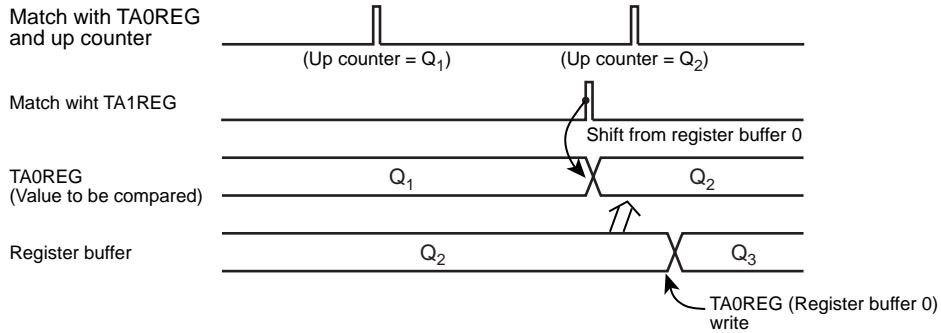 Match with TA0REG
and up counter
(Up counter = Q1)
(Up counter = Q2)
Match wiht TA1REG
Shift from register buffer 0
TA0REG
(Value to be compared)
Q1
Q2
Register buffer
Q2
Q3
TA0REG (Register buffer 0)
write